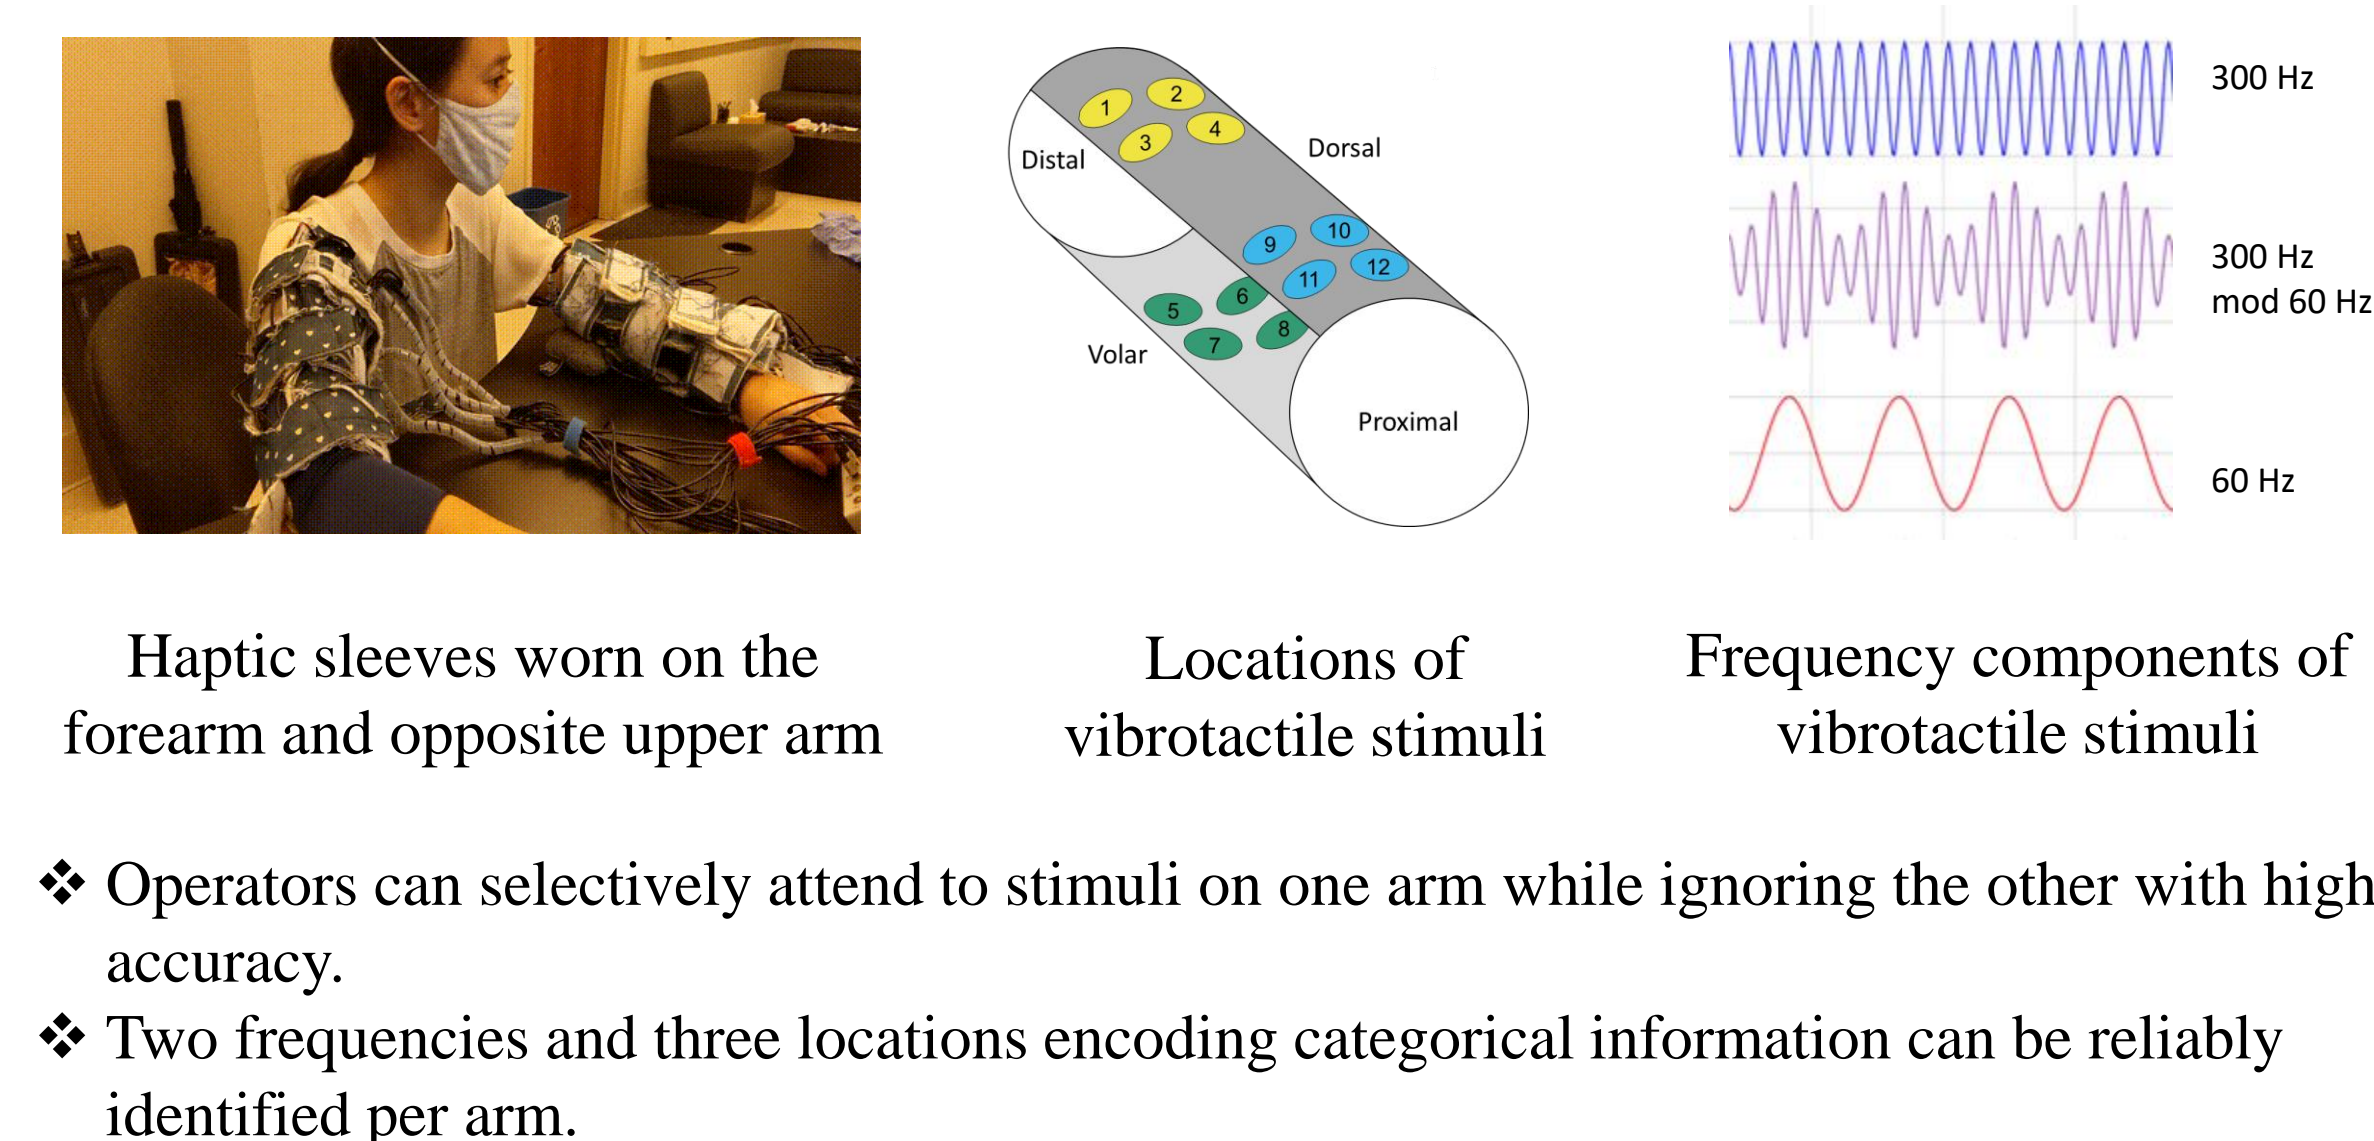 1
2
3
4
Distal
Dorsal
9
10
11
12
5
6
7
8
Volar
Proximal
300 Hz
300 Hz
mod 60 Hz
60 Hz
Haptic sleeves worn on the
forearm and opposite upper arm
Locations of
vibrotactile stimuli
Frequency components of
vibrotactile stimuli
❖ Operators can selectively attend to stimuli on one arm while ignoring the other with high
accuracy.
❖ Two frequencies and three locations encoding categorical information can be reliably
identified per arm.